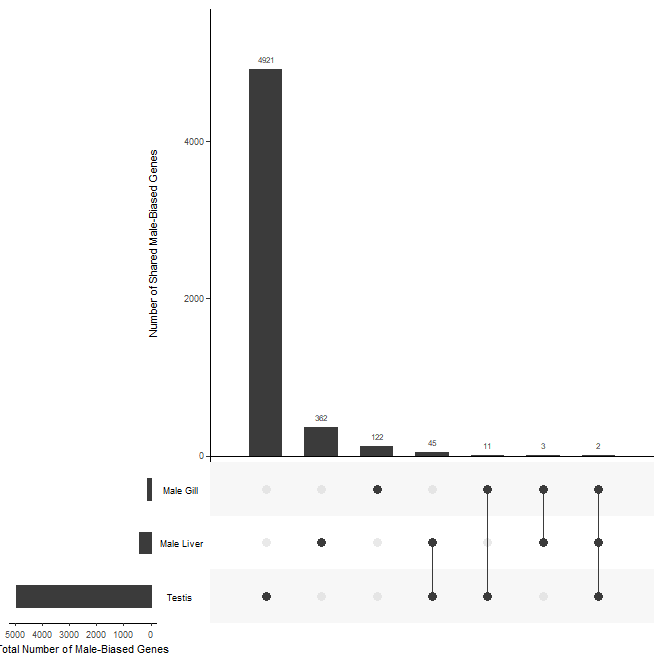 4921
4000
Number of Shared Male-Biased Genes
2000
362
122
45
11
3
2
0
Male Gill
Male Liver
Testis
5000 4000 3000 2000 1000 0
Total Number of Male-Biased Genes